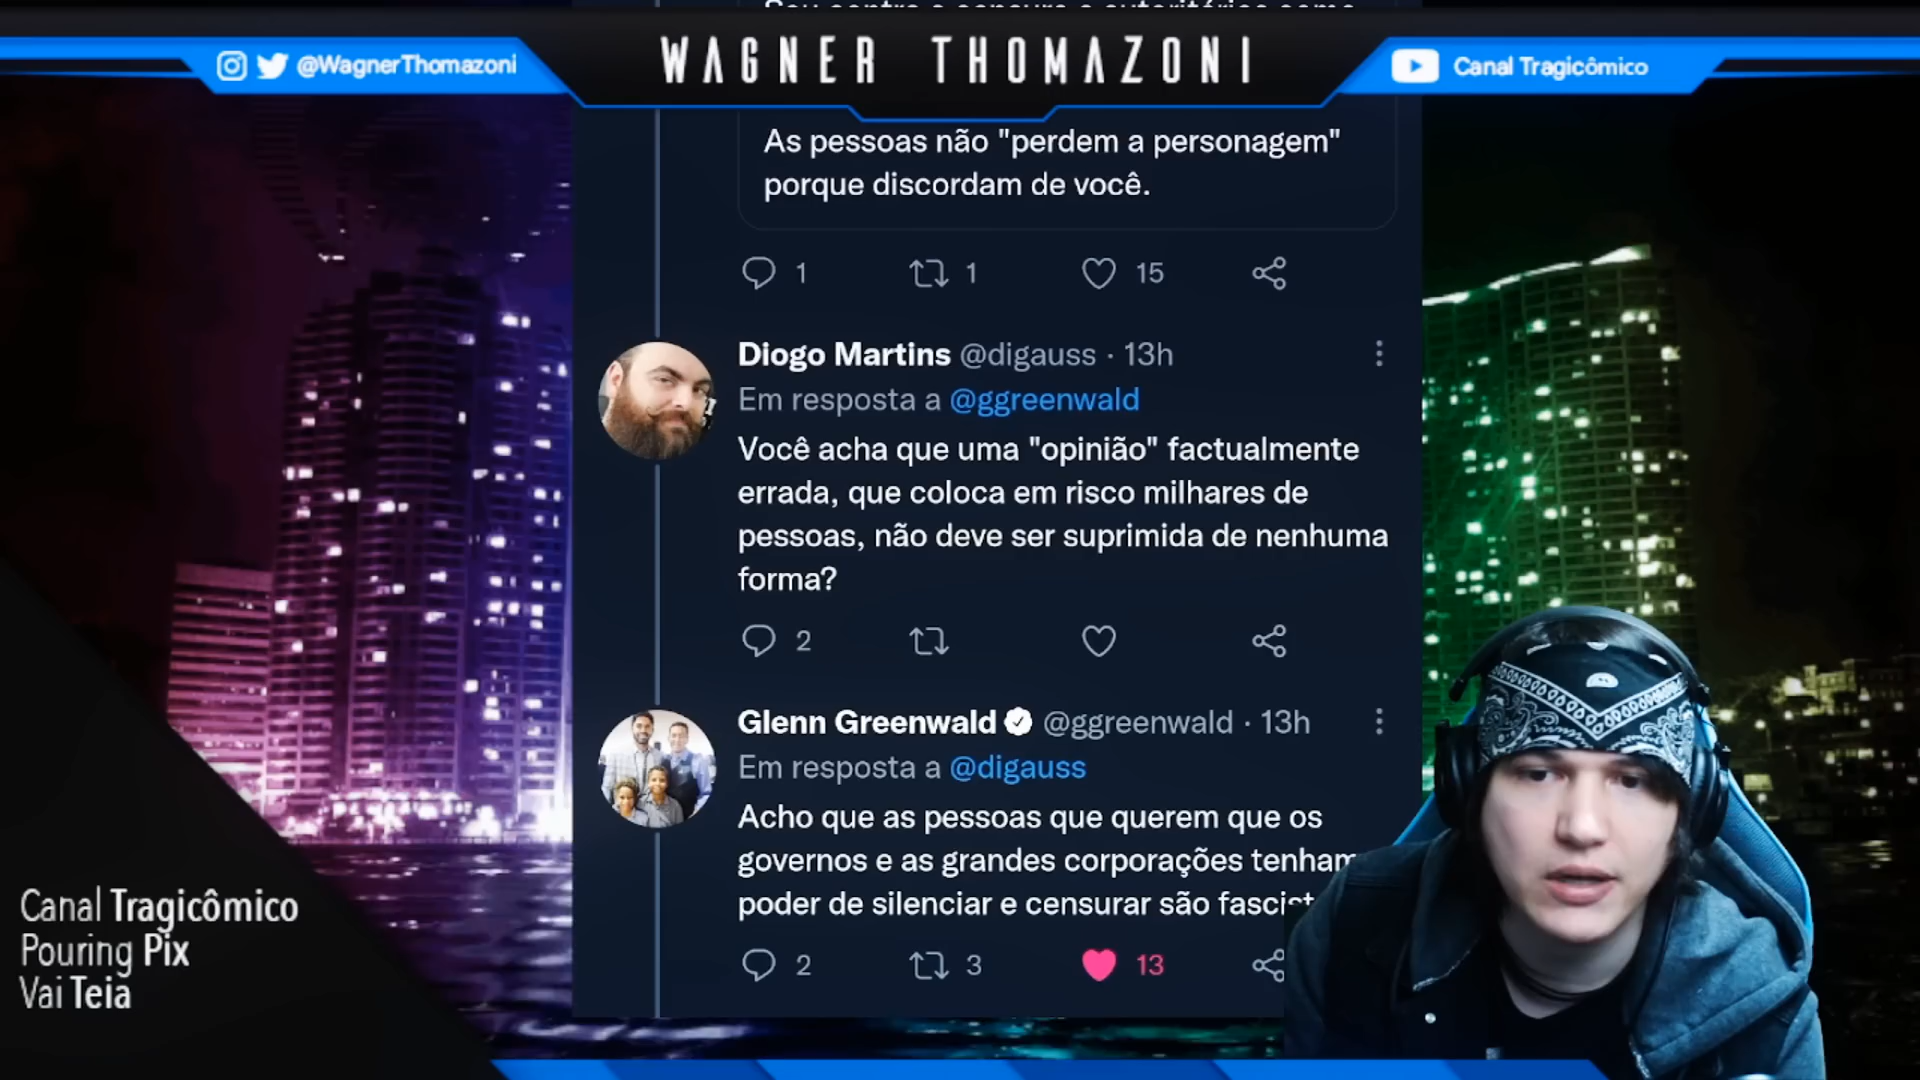 WAGNER THOMAZONI
@WagnerThomazoni
Canal Tragicômico
As pessoas não "perdem a personagem"
porque discordam de você.
1 1 15
Diogo Martins @digauss · 13h
Em resposta a @ggreenwald
Você acha que uma "opinião" factualmente
errada, que coloca em risco milhares de
pessoas, não deve ser suprimida de nenhuma
forma?
2
Glenn Greenwald @ggreenwald · 13h
Em resposta a @digauss
Acho que as pessoas que querem que os
governos e as grandes corporações tenham
poder de silenciar e censurar são
2 3 13
Canal Tragicômico
Pouring Pix
Vai Teia